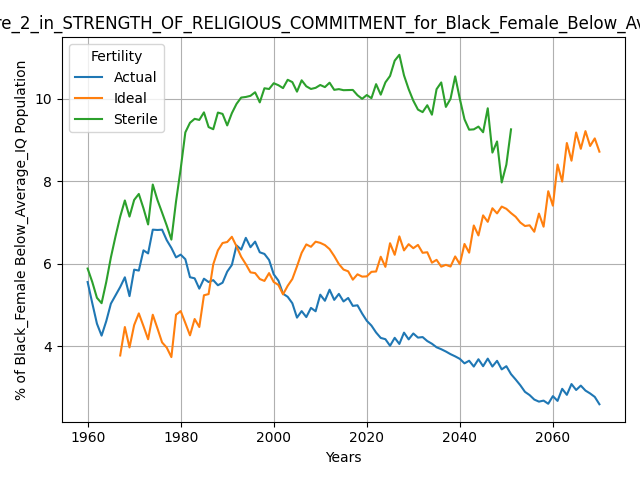 re_2_in_STRENGTH_OF_RELIGIOUS_COMMITMENT_for_Black_Female_Below_Av
% of Black_Female Below_Average_IQ Population
Fertility
Actual
Ideal
Sterile
10
8
6
4
1960
1980
2000
2020
2040
2060
Years